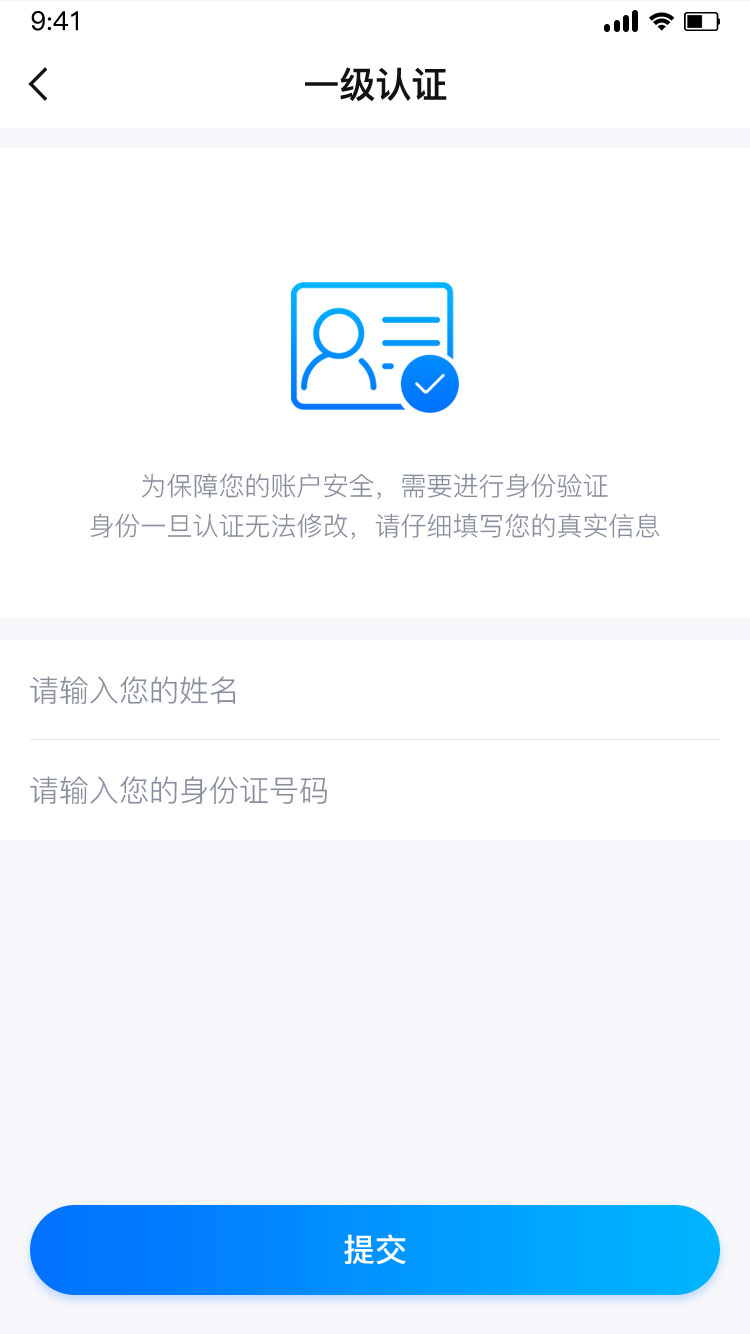 9:41
一级认证
为保障您的账户安全，需要进行身份验证
身份一旦认证无法修改，请仔细填写您的真实信息
请输入您的姓名
请输入您的身份证号码
提交